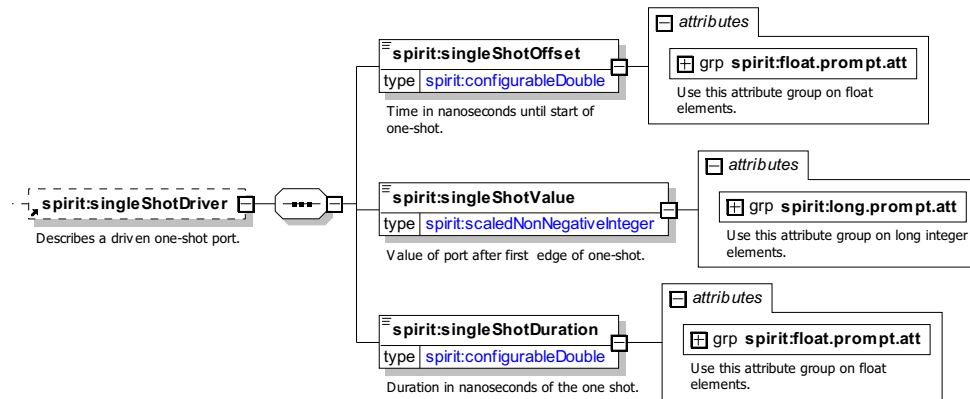 attributes
spirit:singleShotOffset
grp spirit:float.prompt.att
type spirit:configurableDouble
Use this attribute group on float
elements.
Time in nanoseconds until start of
one-shot.
attributes
spirit:singleShotValue
spirit:singleShotDriver
grp spirit:long.prompt.att
type spirit:scaledNonNegativeInteger
Describes a driven one-shot port.
Use this attribute group on long integer
elements.
Value of port after first edge of one-shot.
attributes
spirit:singleShotDuration
grp spirit:float.prompt.att
type spirit:configurableDouble
Use this attribute group on float
elements.
Duration in nanoseconds of the one shot.